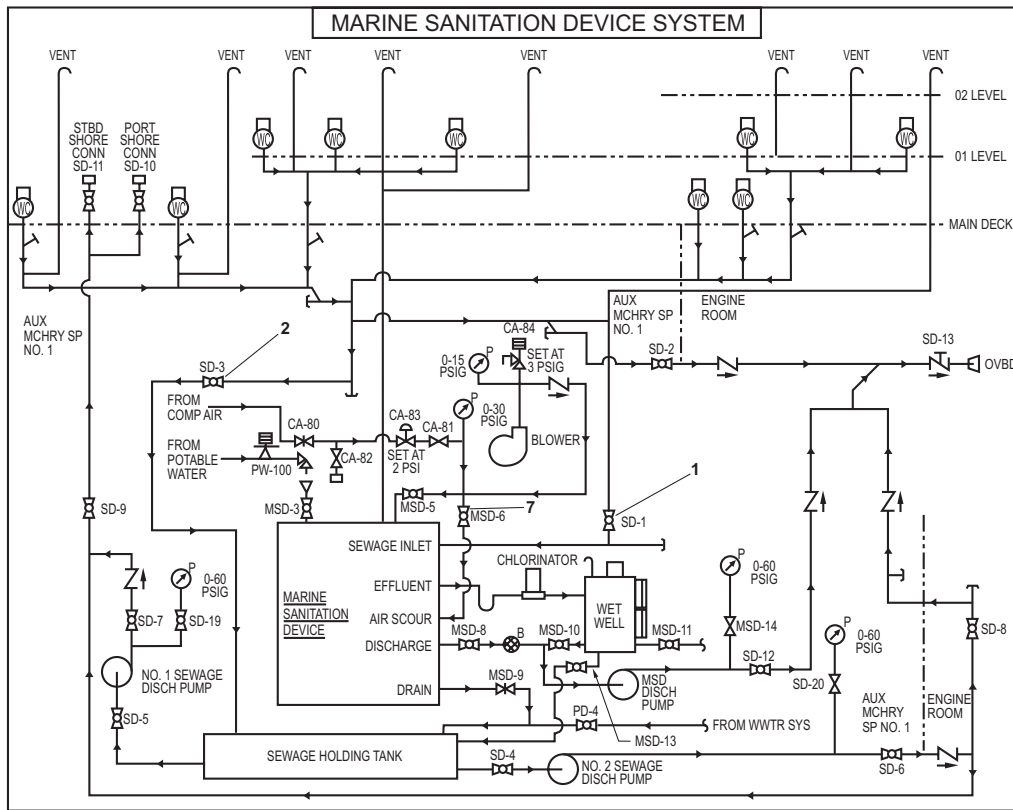 MARINE SANITATION DEVICE SYSTEM
VENT
VENT
VENT
VENT
VENT
VENT
VENT
VENT
02 LEVEL
STBD
SHORE
CONN
SD-11
PORT
SHORE
CONN
SD-10
WC
WC
WC
WC
WC
01 LEVEL
WC
WC
WC
WC
MAIN DECK
AUX
MCHRY SP
NO. 1
2
SD-3
AUX
MCHRY SP
NO. 1
ENGINE
ROOM
CA-84
SET AT
3 PSIG
0-15
PSIG
P
SD-2
SD-13
OVBD
FROM
COMP AIR
FROM
POTABLE
WATER
PW-100
CA-80
CA-82
CA-83
SET AT
2 PSI
CA-81
P
0-30
PSIG
BLOWER
7
1
MSD-3
MSD-5
MSD-6
SD-1
SD-9
SEWAGE INLET
EFFLUENT
AIR SCOUR
DISCHARGE
DRAIN
MARINE
SANITATION
DEVICE
CHLORINATOR
WET
WELL
P
0-60
PSIG
SD-7
SD-19
NO. 1 SEWAGE
DISCH PUMP
SD-5
MSD-8
B
MSD-10
MSD-11
MSD-9
MSD
DISCH
PUMP
P
0-60
PSIG
MSD-14
SD-12
P
0-60
PSIG
SD-20
SD-8
PD-4
FROM WWTR SYS
MSD-13
AUX
MCHRY
SP NO. 1
ENGINE
ROOM
SEWAGE HOLDING TANK
SD-4
NO. 2 SEWAGE
DISCH PUMP
SD-6